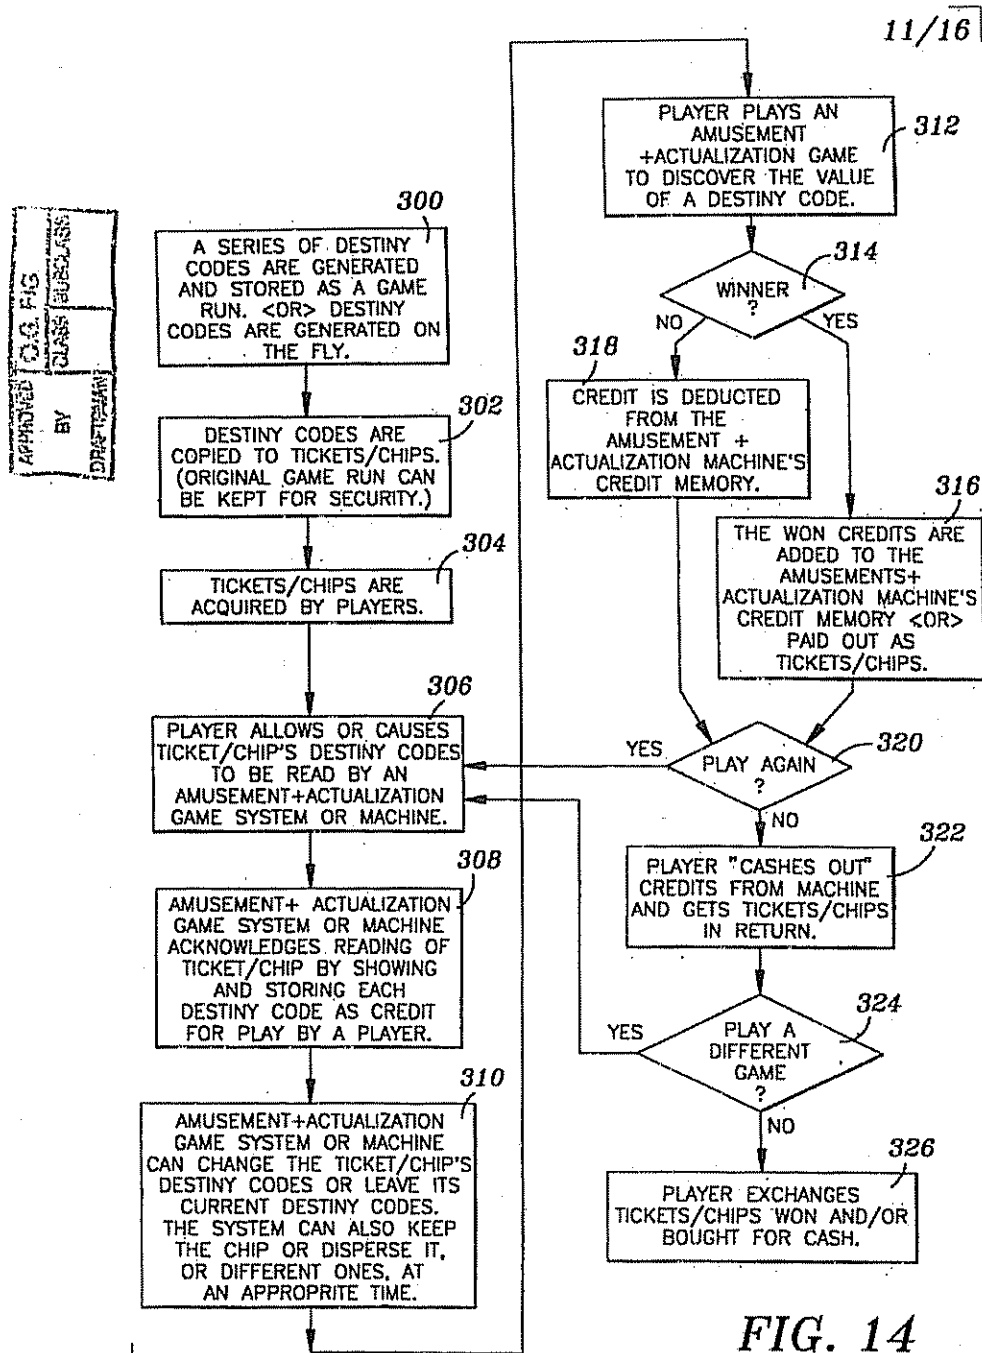 11/16
APPROVED
O.G. FIG.
BY
CLASS
SUBCLASS
DRAFTSMAN
300
A SERIES OF DESTINY
CODES ARE GENERATED
AND STORED AS A GAME
RUN. <OR> DESTINY
CODES ARE GENERATED ON
THE FLY.
302
DESTINY CODES ARE
COPIED TO TICKETS/CHIPS.
(ORIGINAL GAME RUN CAN
BE KEPT FOR SECURITY.)
304
TICKETS/CHIPS ARE
ACQUIRED BY PLAYERS.
306
PLAYER ALLOWS OR CAUSES
TICKET/CHIP'S DESTINY CODES
TO BE READ BY AN
AMUSEMENT+ACTUALIZATION
GAME SYSTEM OR MACHINE.
308
AMUSEMENT+ ACTUALIZATION
GAME SYSTEM OR MACHINE
ACKNOWLEDGES READING OF
TICKET/CHIP BY SHOWING
AND STORING EACH
DESTINY CODE AS CREDIT
FOR PLAY BY A PLAYER.
310
AMUSEMENT+ACTUALIZATION
GAME SYSTEM OR MACHINE
CAN CHANGE THE TICKET/CHIP'S
DESTINY CODES OR LEAVE ITS
CURRENT DESTINY CODES.
THE SYSTEM CAN ALSO KEEP
THE CHIP OR DISPERSE IT,
OR DIFFERENT ONES, AT
AN APPROPRITE TIME.
312
PLAYER PLAYS AN
AMUSEMENT
+ACTUALIZATION GAME
TO DISCOVER THE VALUE
OF A DESTINY CODE.
314
WINNER
?
NO
YES
318
CREDIT IS DEDUCTED
FROM THE
AMUSEMENT +
ACTUALIZATION MACHINE'S
CREDIT MEMORY.
316
THE WON CREDITS ARE
ADDED TO THE
AMUSEMENTS+
ACTUALIZATION MACHINE'S
CREDIT MEMORY <OR>
PAID OUT AS
TICKETS/CHIPS.
320
YES
PLAY AGAIN
?
NO
322
PLAYER "CASHES OUT"
CREDITS FROM MACHINE
AND GETS TICKETS/CHIPS
IN RETURN.
324
YES
PLAY A
DIFFERENT
GAME
?
NO
326
PLAYER EXCHANGES
TICKETS/CHIPS WON AND/OR
BOUGHT FOR CASH.
FIG. 14